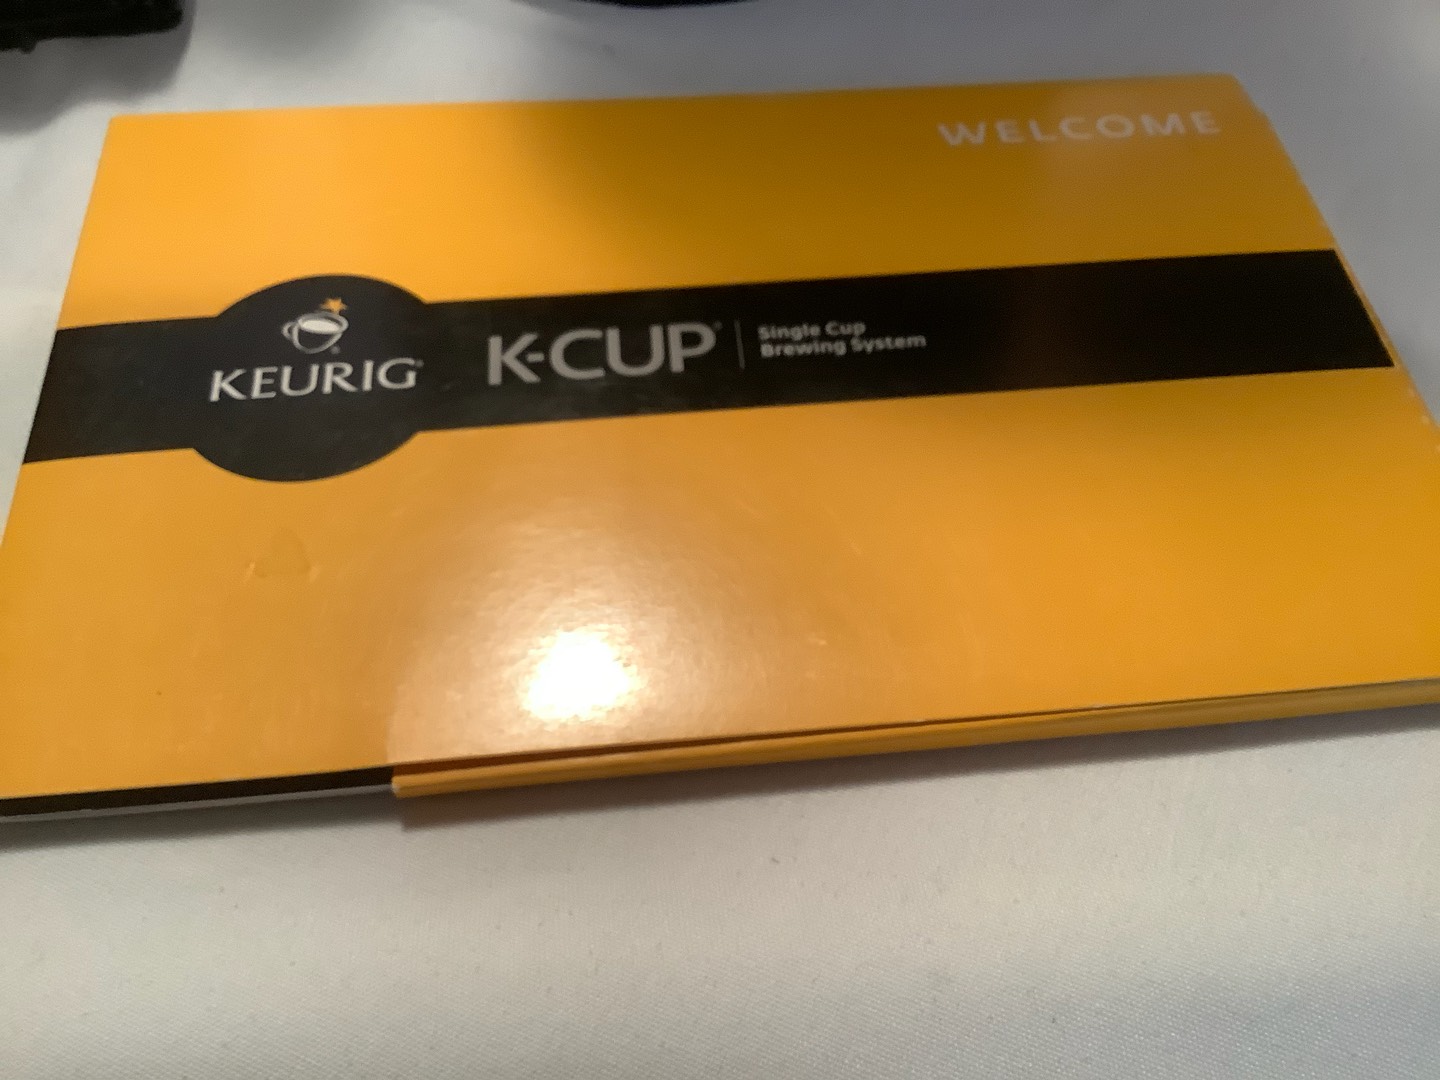 WELCOME
KEURIG®
K-CUP®
Single Cup
Brewing System